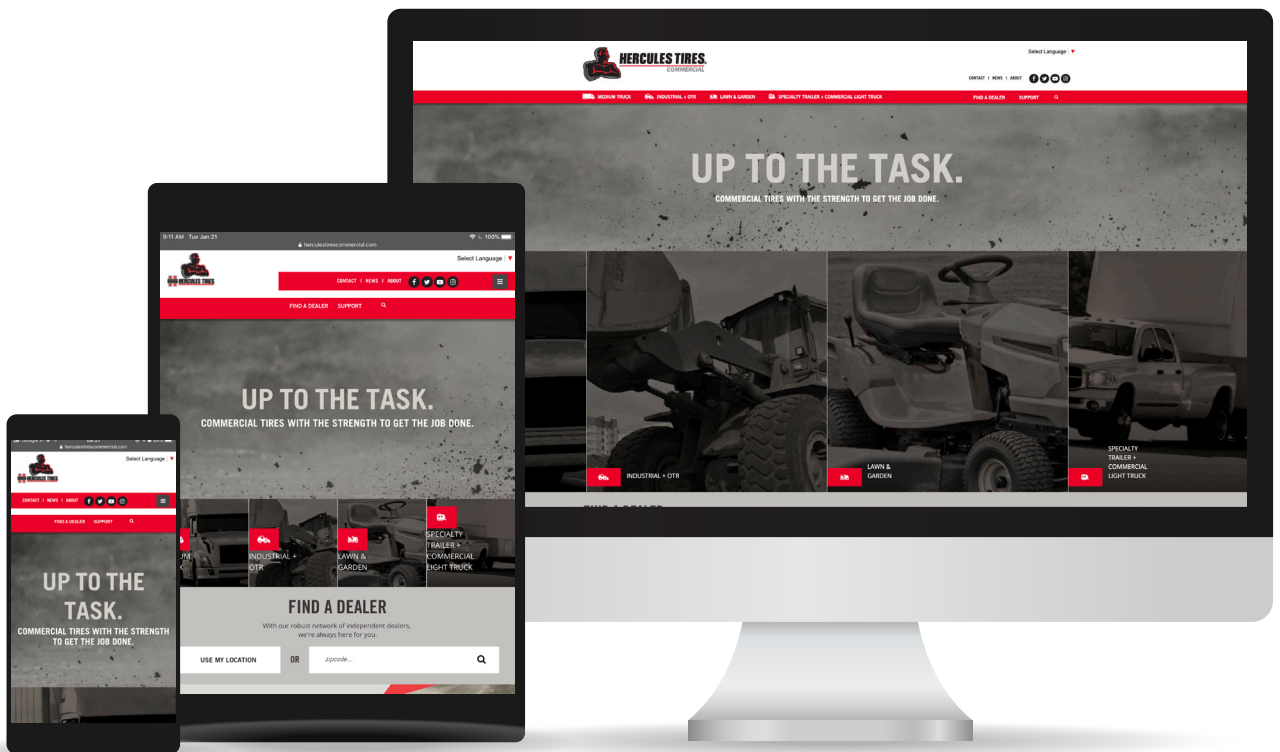 HERCULES TIRES
COMMERCIAL
Select Language ▼
CONTACT | NEWS | ABOUT
MEDIUM TRUCK
INDUSTRIAL + OTR
LAWN & GARDEN
SPECIALTY TRAILER + COMMERCIAL LIGHT TRUCK
FIND A DEALER
SUPPORT
UP TO THE TASK.
COMMERCIAL TIRES WITH THE STRENGTH TO GET THE JOB DONE.
INDUSTRIAL + OTR
LAWN &
GARDEN
SPECIALTY
TRAILER +
COMMERCIAL
LIGHT TRUCK
9:11 AM Tue Jan 21
100%
herculestirescommercial.com
Select Language ▼
HERCULES TIRES
CONTACT | NEWS | ABOUT
FIND A DEALER SUPPORT
UP TO THE TASK.
COMMERCIAL TIRES WITH THE STRENGTH TO GET THE JOB DONE.
INDUSTRIAL +
OTR
LAWN &
GARDEN
SPECIALTY
TRAILER +
COMMERCIAL
LIGHT TRUCK
FIND A DEALER
With our robust network of independent dealers,
we're always here for you.
USE MY LOCATION
OR
zipcode...
herculestirescommercial.com
Select Language ▼
HERCULES TIRES
CONTACT | NEWS | ABOUT
FIND A DEALER SUPPORT
UP TO THE
TASK.
COMMERCIAL TIRES WITH THE STRENGTH
TO GET THE JOB DONE.